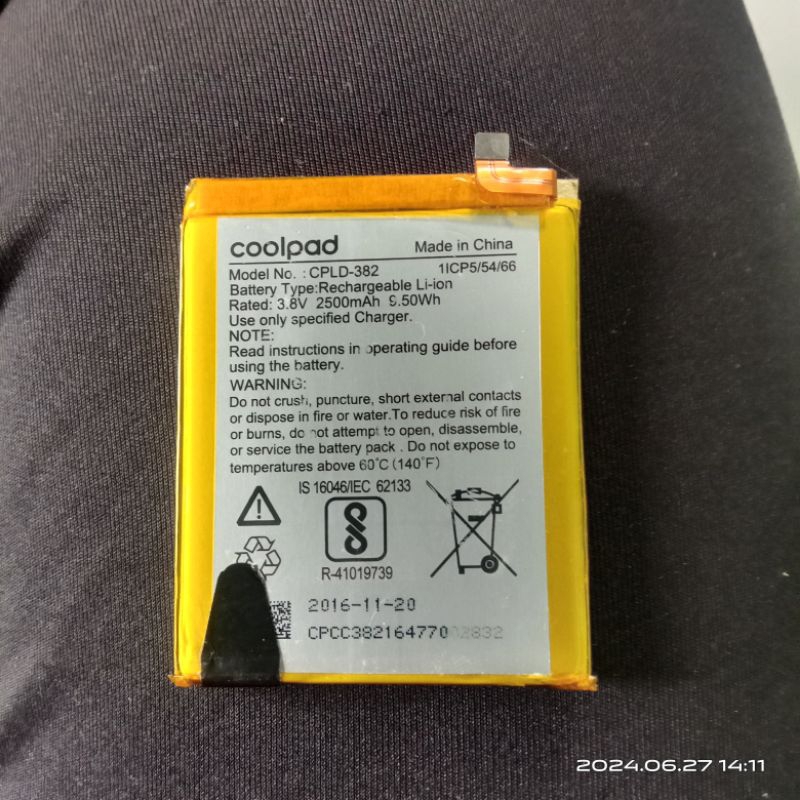 coolpad Made in China
Model No. : CPLD-382 1ICP5/54/66
Battery Type:Rechargeable Li-ion
Rated: 3.8V 2500mAh 9.50Wh
Use only specified Charger.
NOTE:
Read instructions in operating guide before
using the battery.
WARNING:
Do not crush, puncture, short external contacts
or dispose in fire or water.To reduce risk of fire
or burns, do not attempt to open, disassemble,
or service the battery pack . Do not expose to
temperatures above 60°C (140°F)
IS 16046/IEC 62133
R-41019739
2016-11-20
2024.06.27 14:11